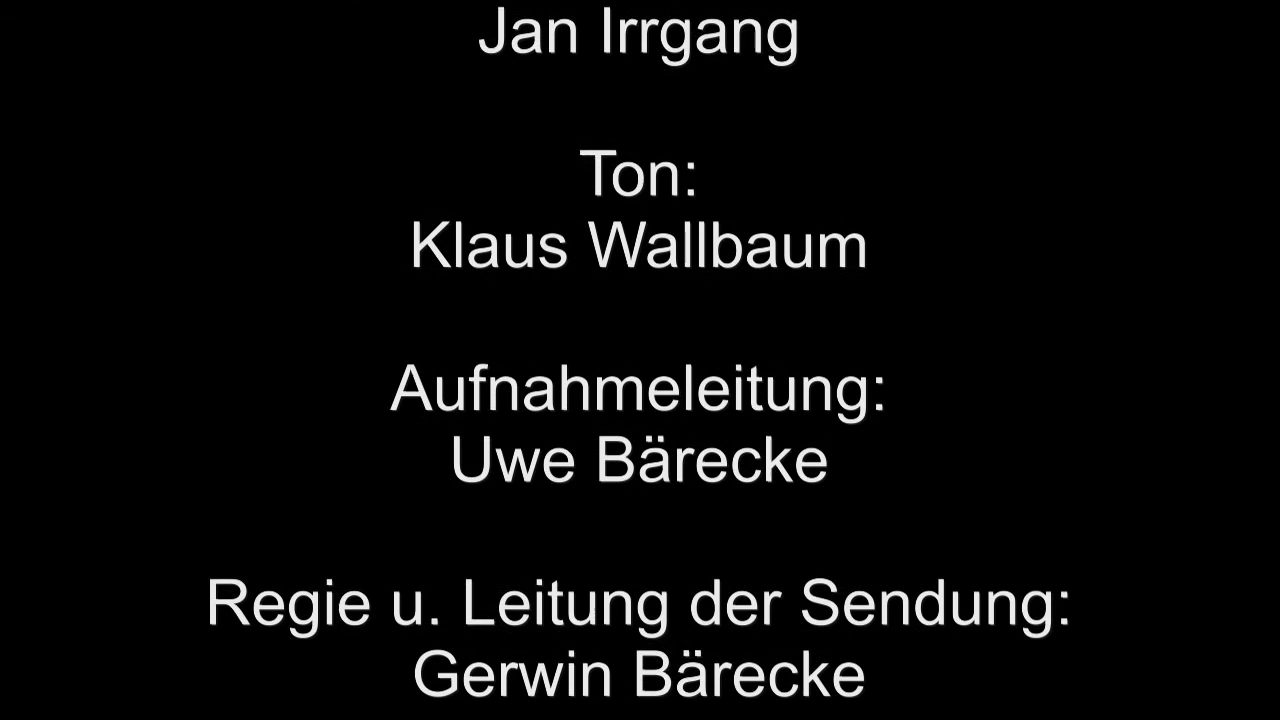 Jan Irrgang
Ton:
Klaus Wallbaum
Aufnahmeleitung:
Uwe Bärecke
Regie u. Leitung der Sendung:
Gerwin Bärecke